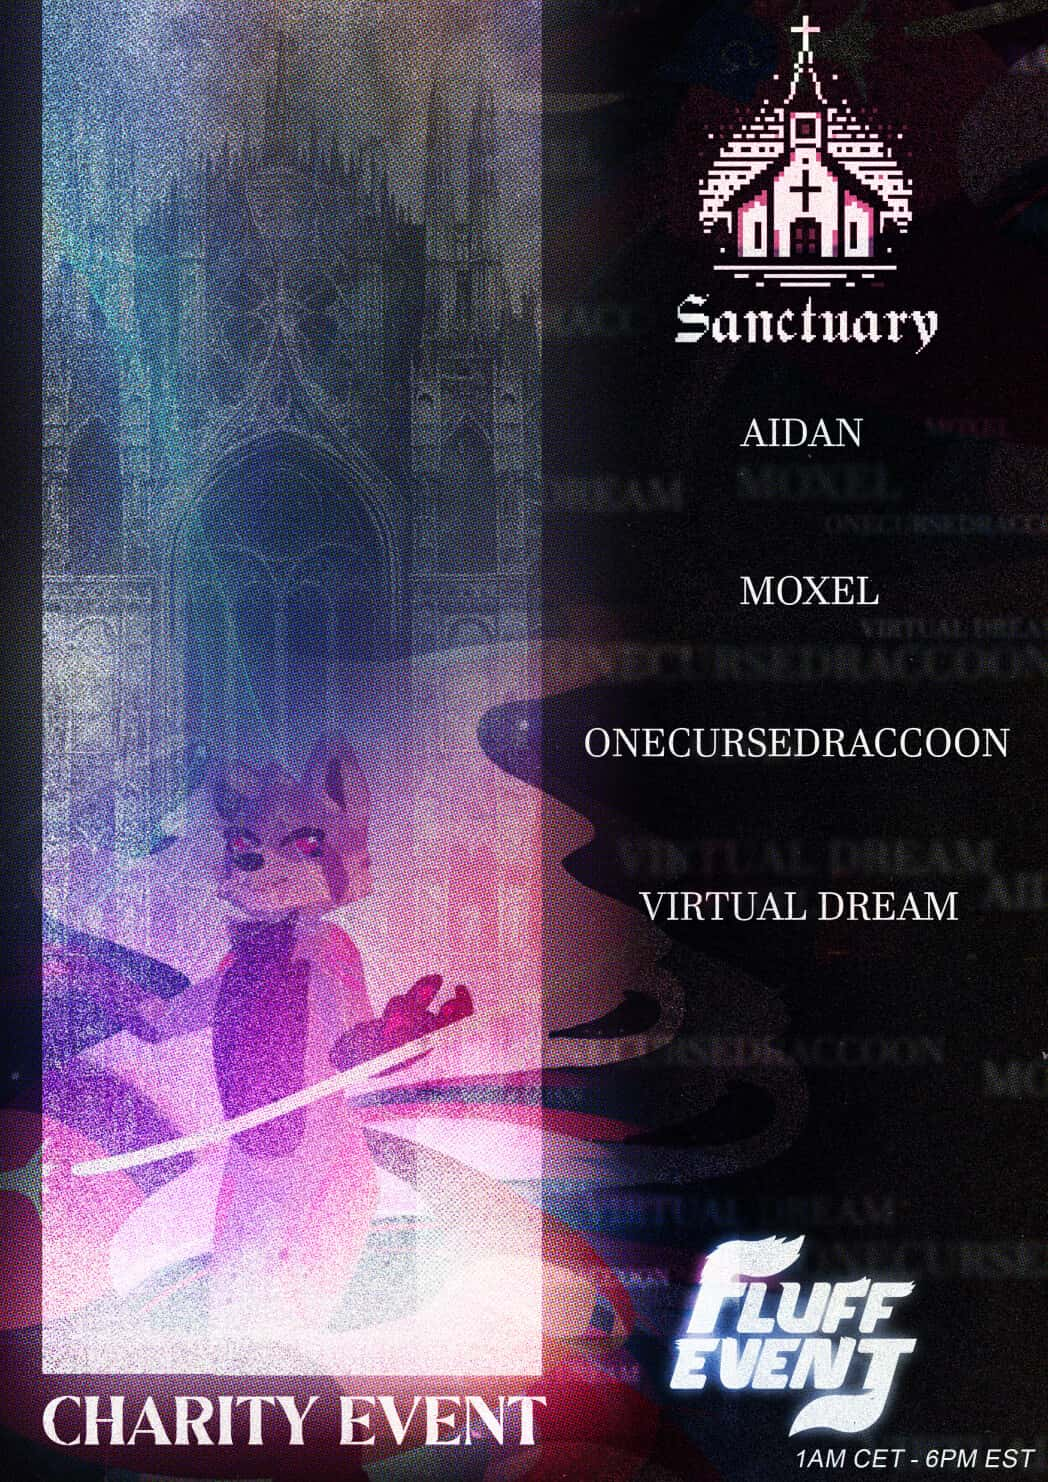 Sanctuary
AIDAN
MOXEL
ONECURSEDRACCOON
VIRTUAL DREAM
FLUFF
EVENT
CHARITY EVENT
1AM CET - 6PM EST